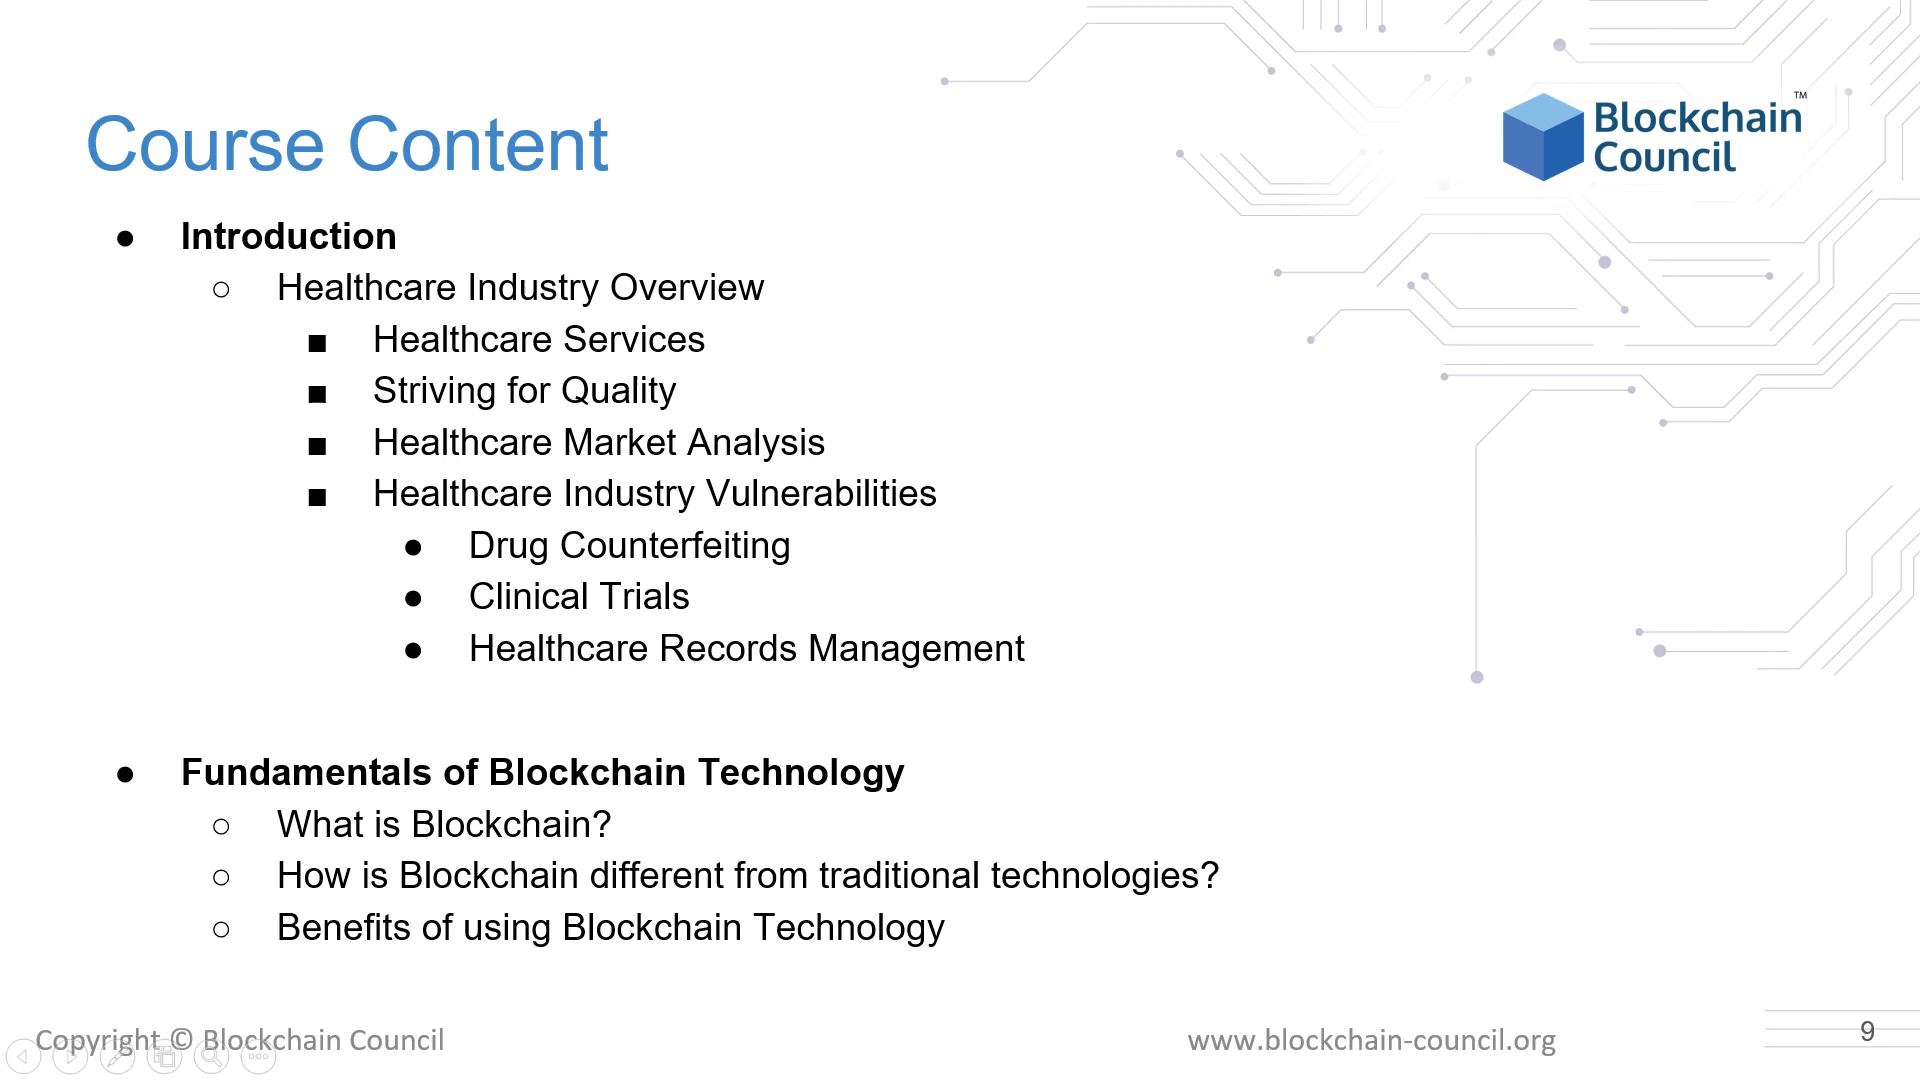 Blockchain™
Council
Course Content
● Introduction
○ Healthcare Industry Overview
■ Healthcare Services
■ Striving for Quality
■ Healthcare Market Analysis
■ Healthcare Industry Vulnerabilities
● Drug Counterfeiting
● Clinical Trials
● Healthcare Records Management
● Fundamentals of Blockchain Technology
○ What is Blockchain?
○ How is Blockchain different from traditional technologies?
○ Benefits of using Blockchain Technology
Copyright © Blockchain Council
www.blockchain-council.org
9